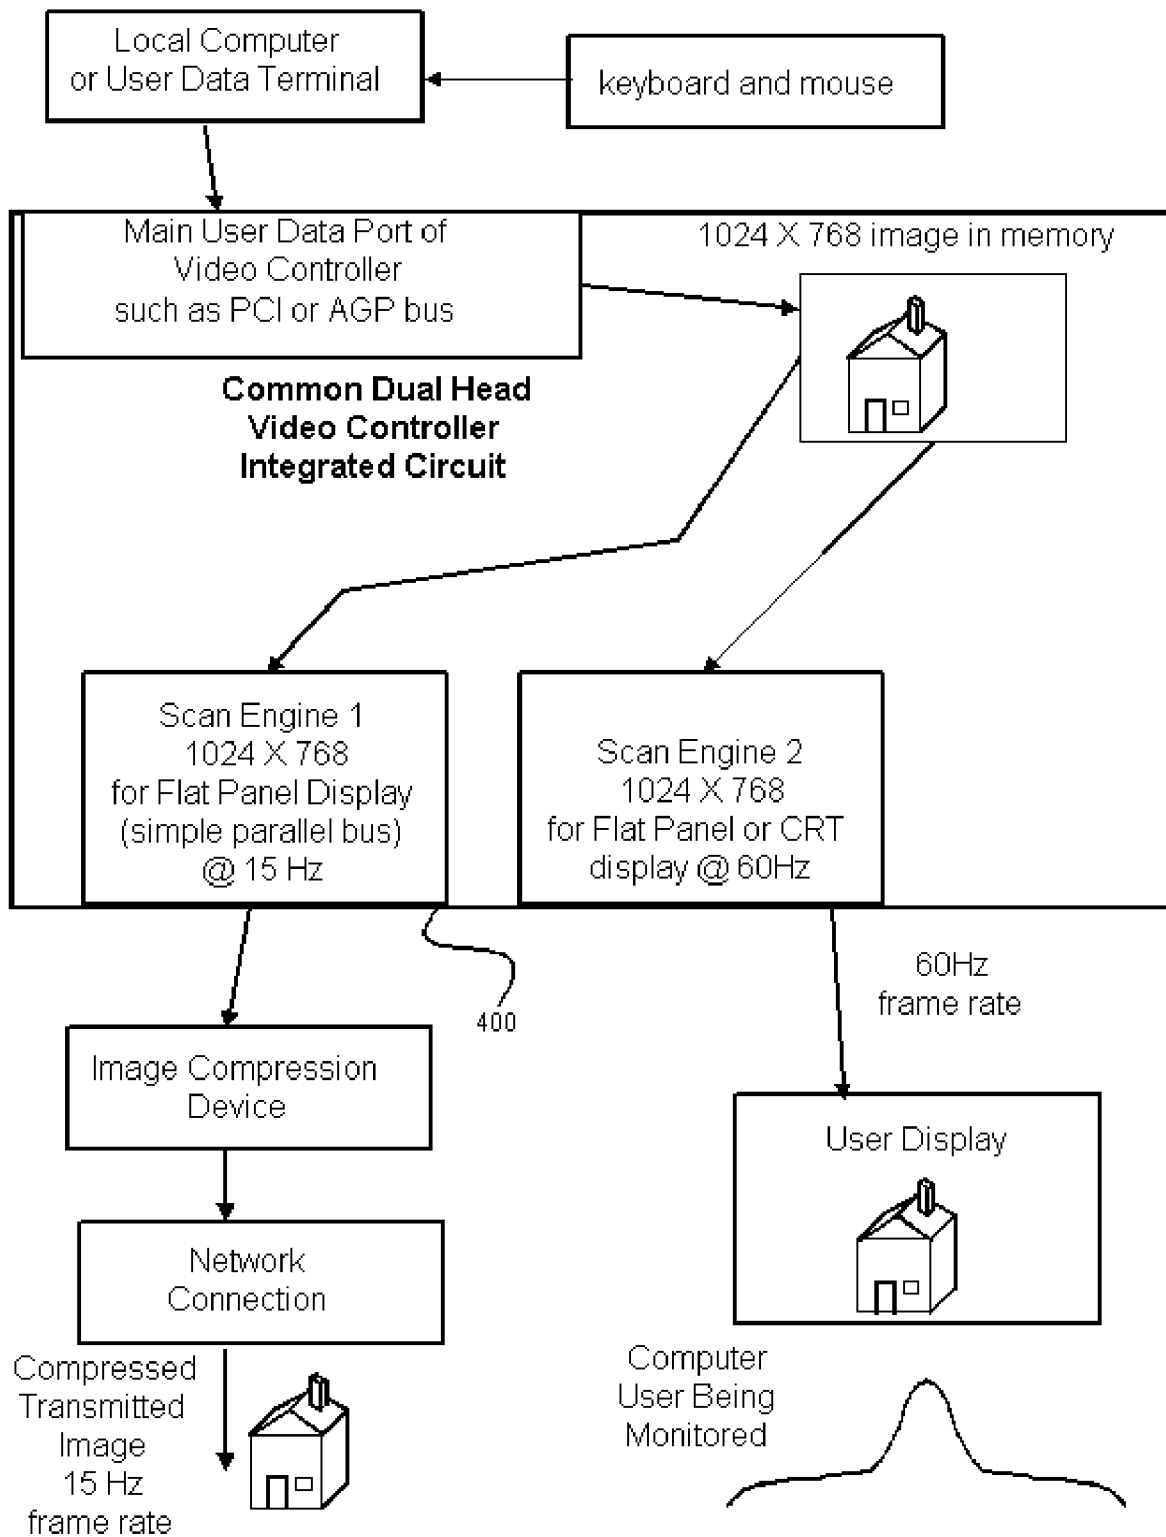 Local Computer
or User Data Terminal
keyboard and mouse
Main User Data Port of
Video Controller
such as PCI or AGP bus
1024 X 768 image in memory
Common Dual Head
Video Controller
Integrated Circuit
Scan Engine 1
1024 X 768
for Flat Panel Display
(simple parallel bus)
@ 15 Hz
Scan Engine 2
1024 X 768
for Flat Panel or CRT
display @ 60Hz
400
60Hz
frame rate
Image Compression
Device
User Display
Network
Connection
Compressed
Transmitted
Image
15 Hz
frame rate
Computer
User Being
Monitored